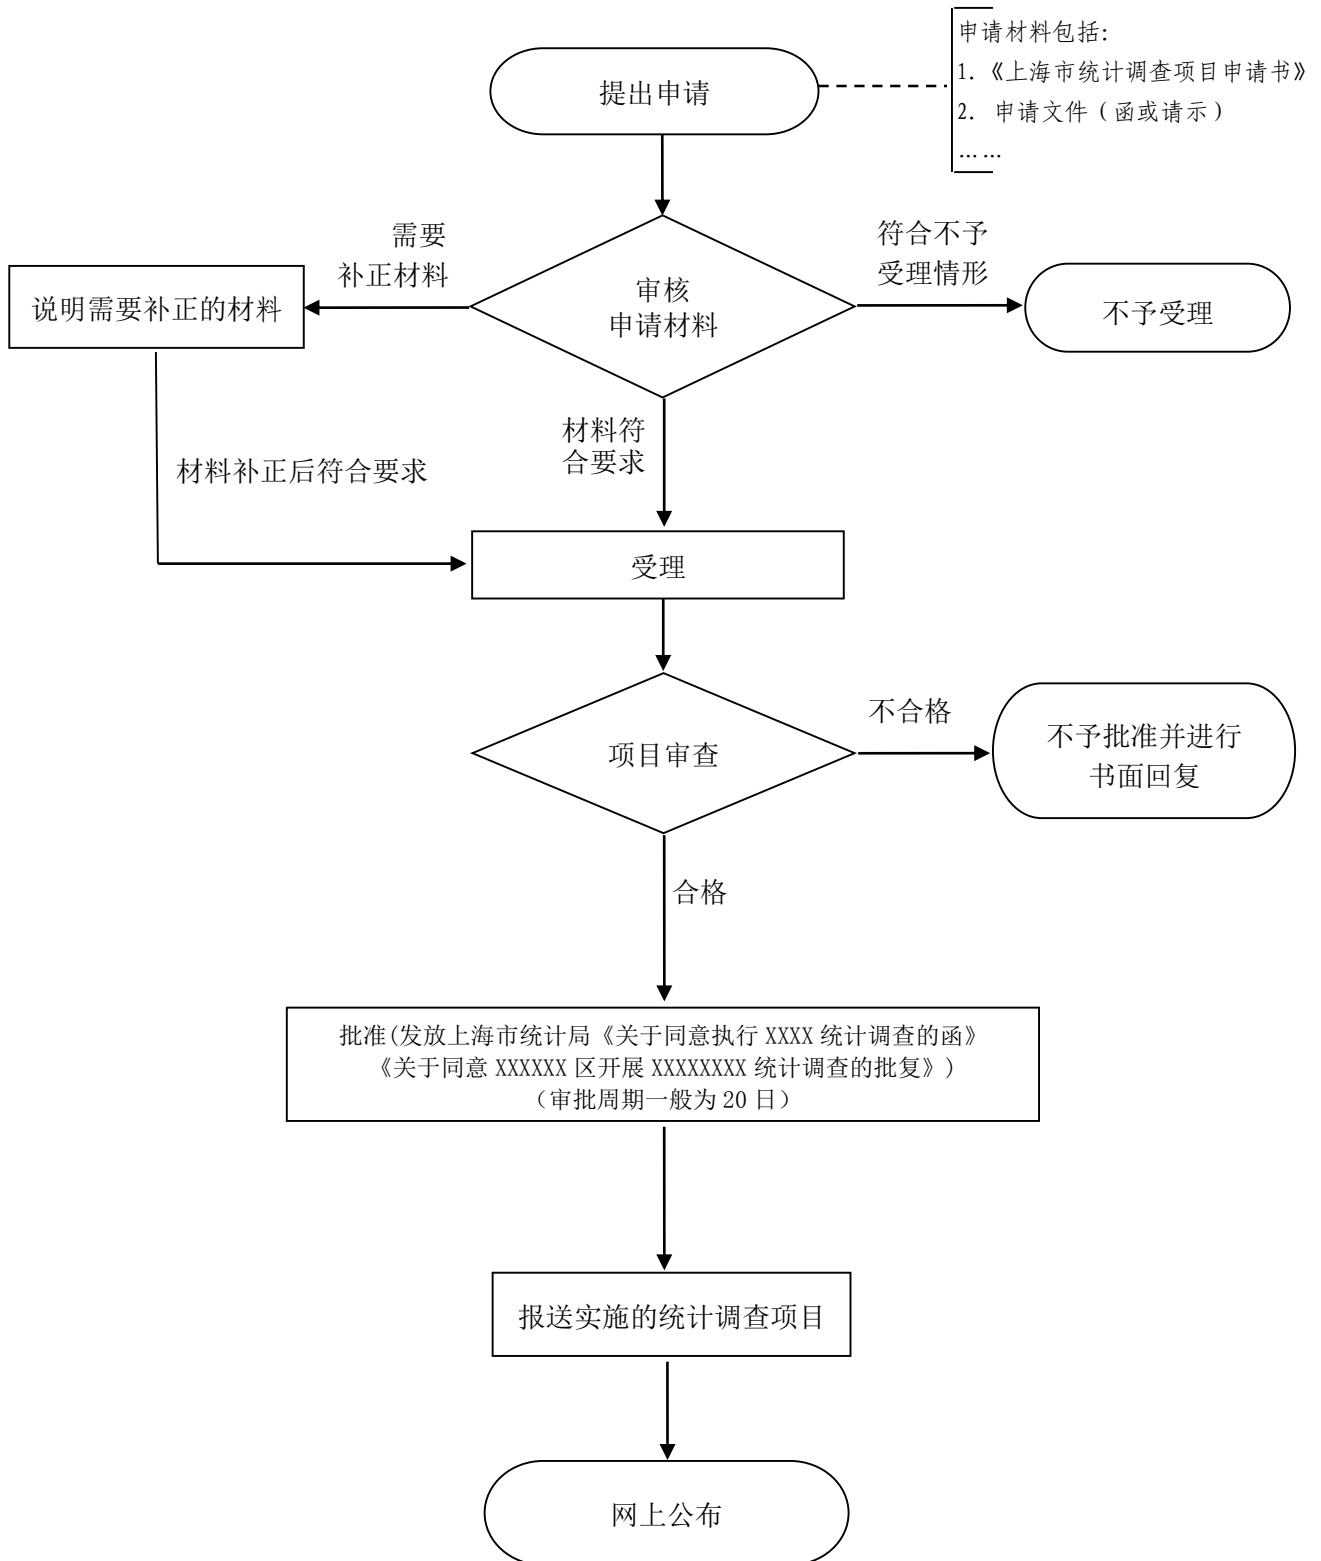 申请材料包括:
1. 《上海市统计调查项目申请书》
2. 申请文件（函或请示）
……
提出申请
需要
补正材料
符合不予
受理情形
说明需要补正的材料
审核
申请材料
不予受理
材料符
合要求
材料补正后符合要求
受理
不合格
项目审查
不予批准并进行
书面回复
合格
批准(发放上海市统计局《关于同意执行 XXXX 统计调查的函》
《关于同意 XXXXXX 区开展 XXXXXXXX 统计调查的批复》)
（审批周期一般为 20 日）
报送实施的统计调查项目
网上公布